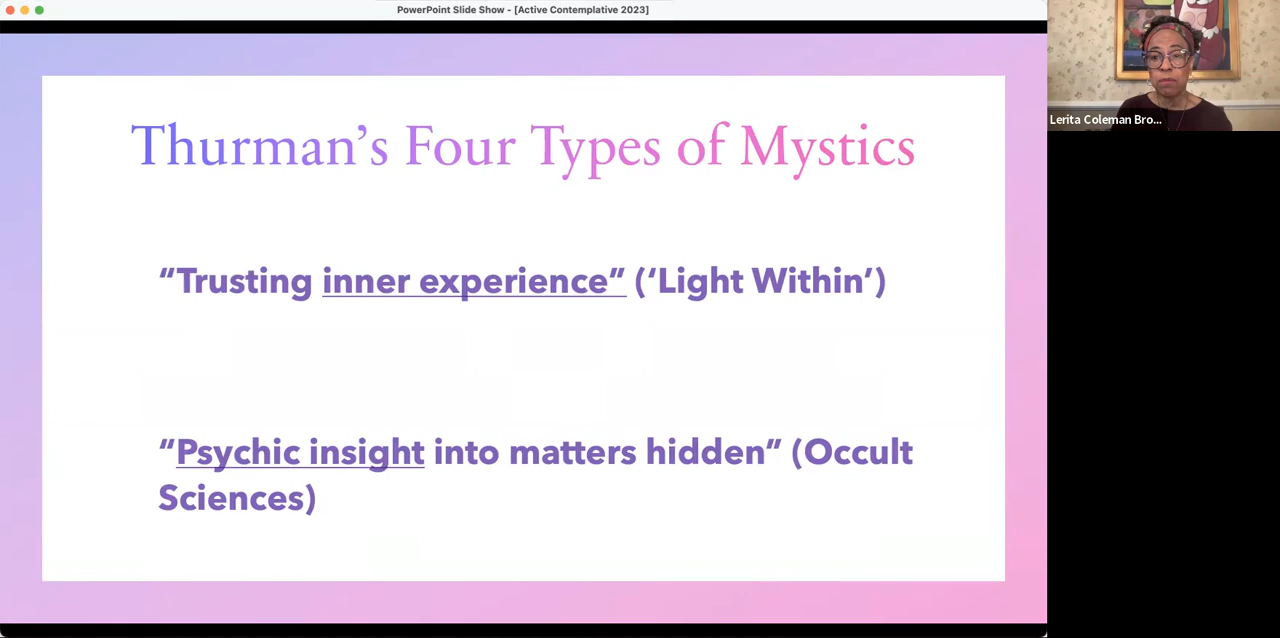 PowerPoint Slide Show - [Active Contemplative 2023]
Thurman’s Four Types of Mystics
“Trusting inner experience” (‘Light Within’)
“Psychic insight into matters hidden” (Occult
Sciences)
Lerita Coleman Bro...